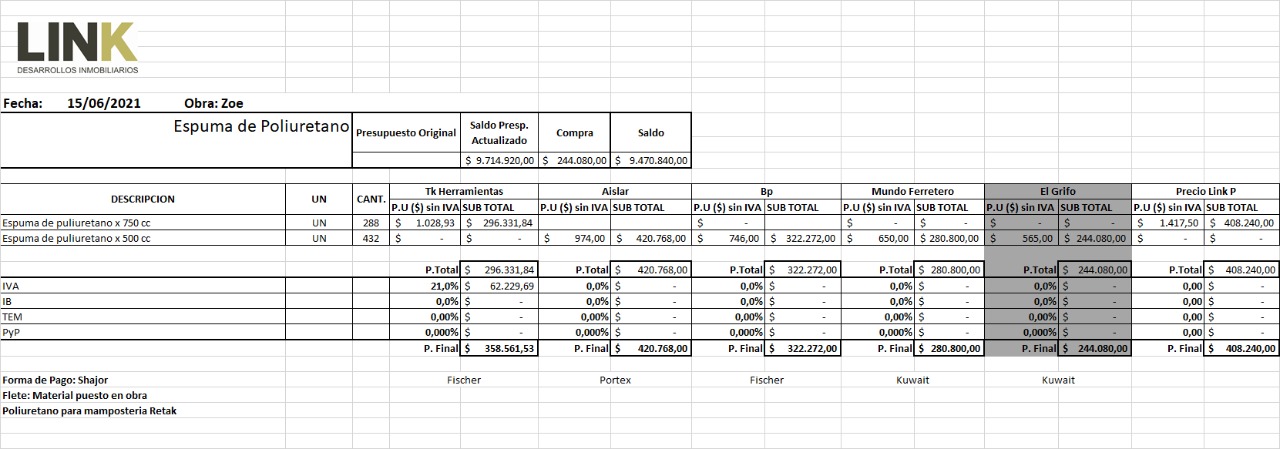 LINK
DESARROLLOS INMOBILIARIOS
Fecha: 15/06/2021 Obra: Zoe
Espuma de Poliuretano Presupuesto Original Saldo Presp. Actualizado Compra Saldo
$ 9.714.920,00 $ 244.080,00 $ 9.470.840,00
DESCRIPCION UN CANT. Tk Herramientas Aislar Bp Mundo Ferretero El Grifo Precio Link P
P.U ($) sin IVA SUB TOTAL P.U ($) sin IVA SUB TOTAL P.U ($) sin IVA SUB TOTAL P.U ($) sin IVA SUB TOTAL P.U ($) sin IVA SUB TOTAL P.U ($) sin IVA SUB TOTAL
Espuma de puliuretano x 750 cc UN 288 $ 1.028,93 $ 296.331,84 $ - $ - $ - $ - $ - $ - $ 1.417,50 $ 408.240,00
Espuma de puliuretano x 500 cc UN 432 $ - $ - $ 974,00 $ 420.768,00 $ 746,00 $ 322.272,00 $ 650,00 $ 280.800,00 $ 565,00 $ 244.080,00 $ - $ -
P.Total $ 296.331,84 P.Total $ 420.768,00 P.Total $ 322.272,00 P.Total $ 280.800,00 P.Total $ 244.080,00 P.Total $ 408.240,00
IVA 21,0% $ 62.229,69 0,0% $ - 0,0% $ - 0,0% $ - 0,0% $ - 0,00 $ -
IB 0,0% $ - 0,0% $ - 0,0% $ - 0,0% $ - 0,0% $ - 0,00 $ -
TEM 0,00% $ - 0,00% $ - 0,00% $ - 0,00% $ - 0,00% $ - 0,00 $ -
PyP 0,000% $ - 0,000% $ - 0,000% $ - 0,000% $ - 0,000% $ - 0,00 $ -
P. Final $ 358.561,53 P. Final $ 420.768,00 P. Final $ 322.272,00 P. Final $ 280.800,00 P. Final $ 244.080,00 P. Final $ 408.240,00
Forma de Pago: Shajor Fischer Portex Fischer Kuwait Kuwait
Flete: Material puesto en obra
Poliuretano para mamposteria Retak